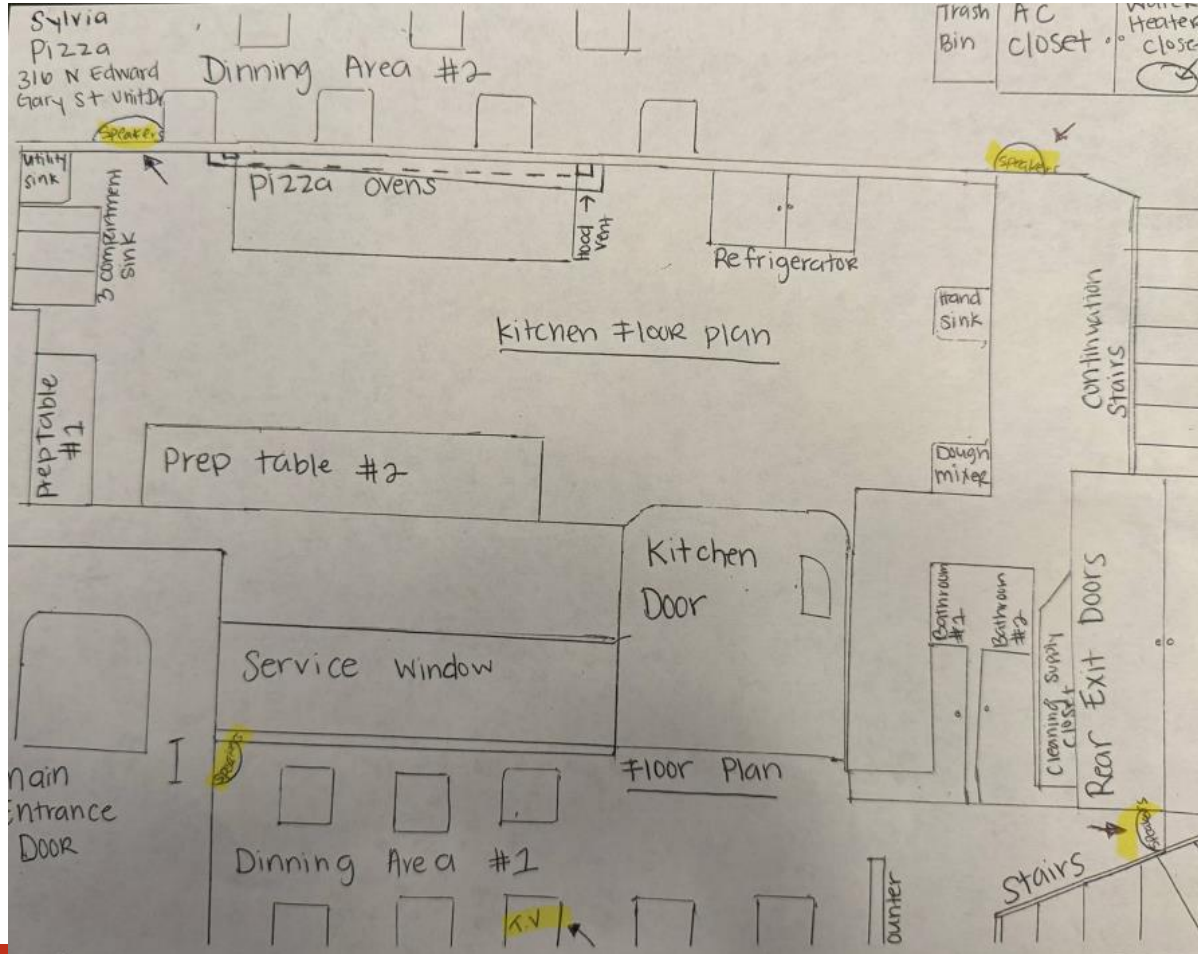 Sylvia
Pizza
316 N Edward
Gary St Unit D
Dinning Area #2
Trash
Bin
AC
closet
Heater
Speakers
Speakers
utility
sink
3 compartment
sink
pizza ovens
Hood →
vent
Refrigerator
Hand
sink
Kitchen Floor plan
Continuation
Stairs
Prep Table
#1
Prep table #2
Dough
mixer
Kitchen
Door
Service window
Bathroom
#1
Bathroom
#2
Cleaning Supply
Closet
Rear Exit Doors
Speakers
Floor Plan
main
Entrance
Door
Dinning Area #1
T.V
Speakers
Stairs